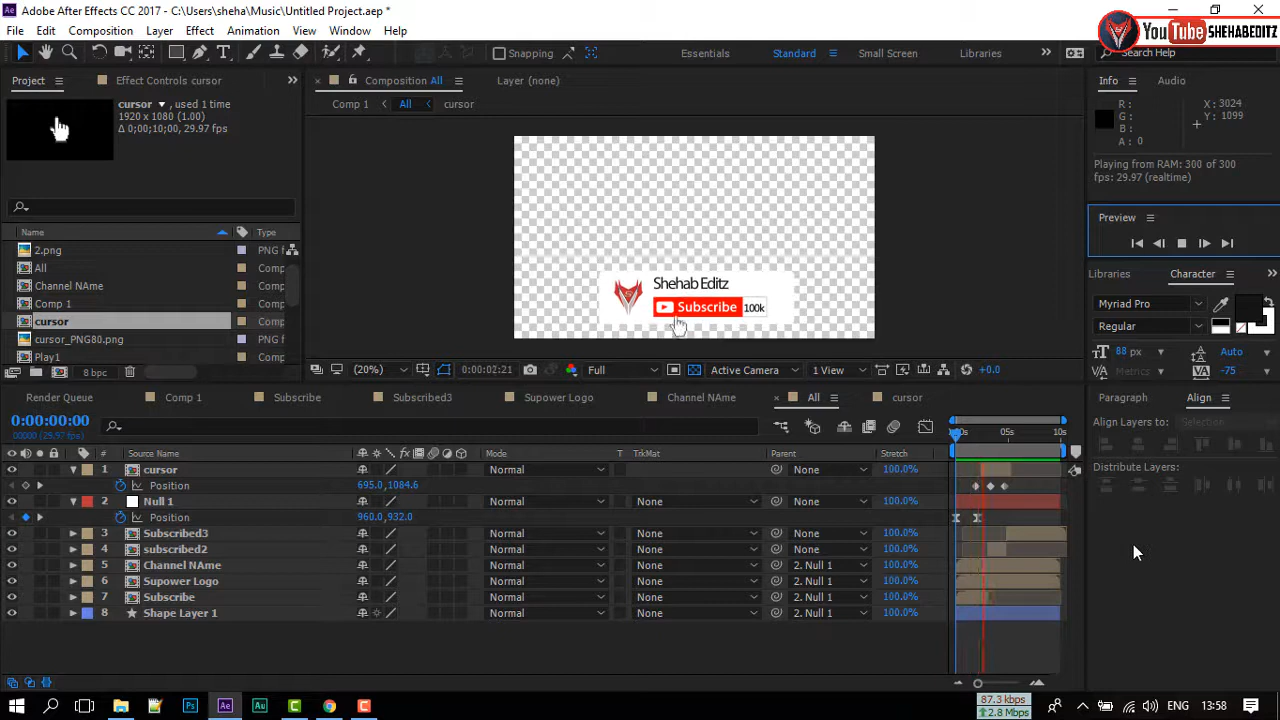 Adobe After Effects CC 2017 - C:\Users\sheha\Music\Untitled Project.aep *
File Edit Composition Layer Effect Animation View Window Help
YouTube SHEHABEDITZ
Snapping Essentials Standard Small Screen Libraries Search Help
Project Effect Controls cursor Composition All Layer (none) Info Audio
cursor , used 1 time
1920 x 1080 (1.00)
Δ 0;00;10;00, 29.97 fps
Comp 1 All cursor
R : X : 3024
G : Y : 1099
B :
A : 0
Playing from RAM: 300 of 300
fps: 29.97 (realtime)
Preview
Name Type
2.png PNG f
All Comp
Channel NAme Comp
Comp 1 Comp
cursor Comp
cursor_PNG80.png PNG f
Play1 Comp
Shehab Editz
Subscribe 100k
Libraries Character
Myriad Pro
Regular
88 px Auto
Metrics -75
8 bpc (20%) 0:00:02:21 Full Active Camera 1 View +0.0
Render Queue Comp 1 Subscribe Subscribed3 Supower Logo Channel NAme All cursor
Paragraph Align
0:00:00:00
00000 (29.97 fps)
:00s 05s 10s
Align Layers to: Selection
Distribute Layers:
# Source Name Mode T TrkMat Parent Stretch
1 cursor Normal None 100.0%
Position 695.0,1084.6
2 Null 1 Normal None None 100.0%
Position 960.0,932.0
3 Subscribed3 Normal None None 100.0%
4 subscribed2 Normal None None 100.0%
5 Channel NAme Normal None 2. Null 1 100.0%
6 Supower Logo Normal None 2. Null 1 100.0%
7 Subscribe Normal None 2. Null 1 100.0%
8 Shape Layer 1 Normal None 2. Null 1 100.0%
87.3 kbps
2.8 Mbps
ENG 13:58